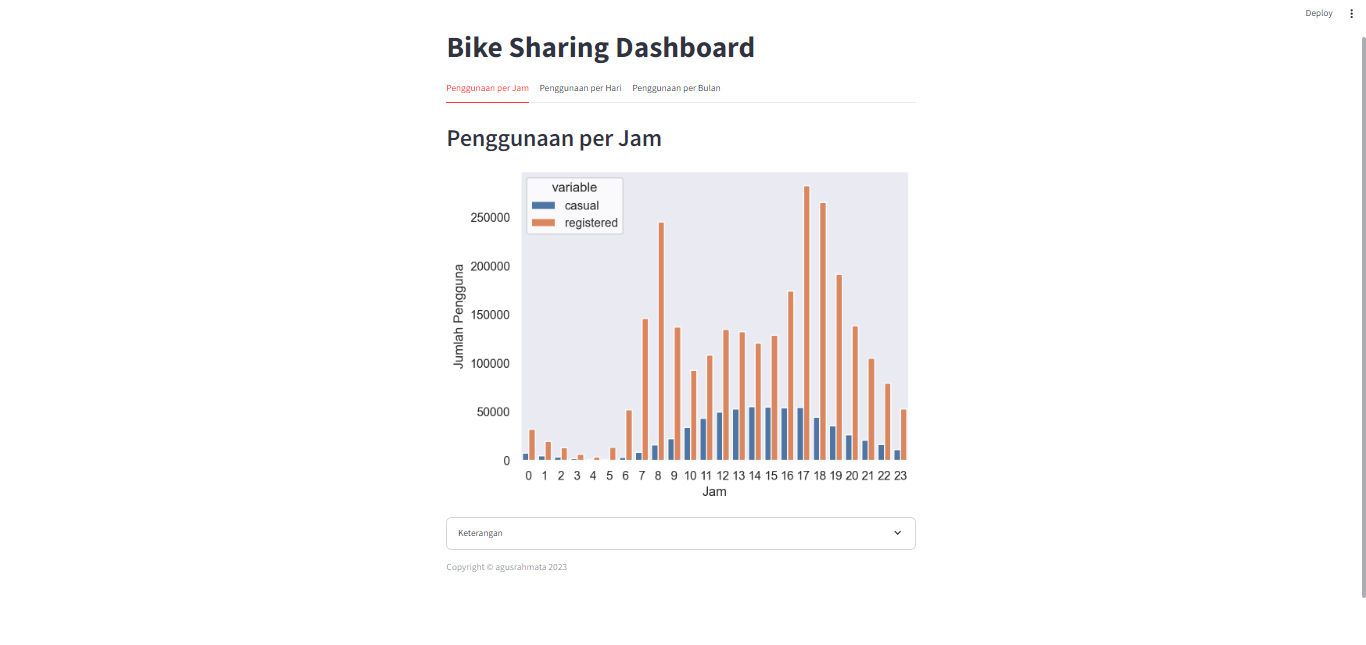 Deploy
Bike Sharing Dashboard
Penggunaan per Jam Penggunaan per Hari Penggunaan per Bulan
Penggunaan per Jam
variable
casual
registered
250000
200000
150000
100000
50000
0
Jumlah Pengguna
0 1 2 3 4 5 6 7 8 9 10 11 12 13 14 15 16 17 18 19 20 21 22 23
Jam
Keterangan
Copyright © agusrahmata 2023